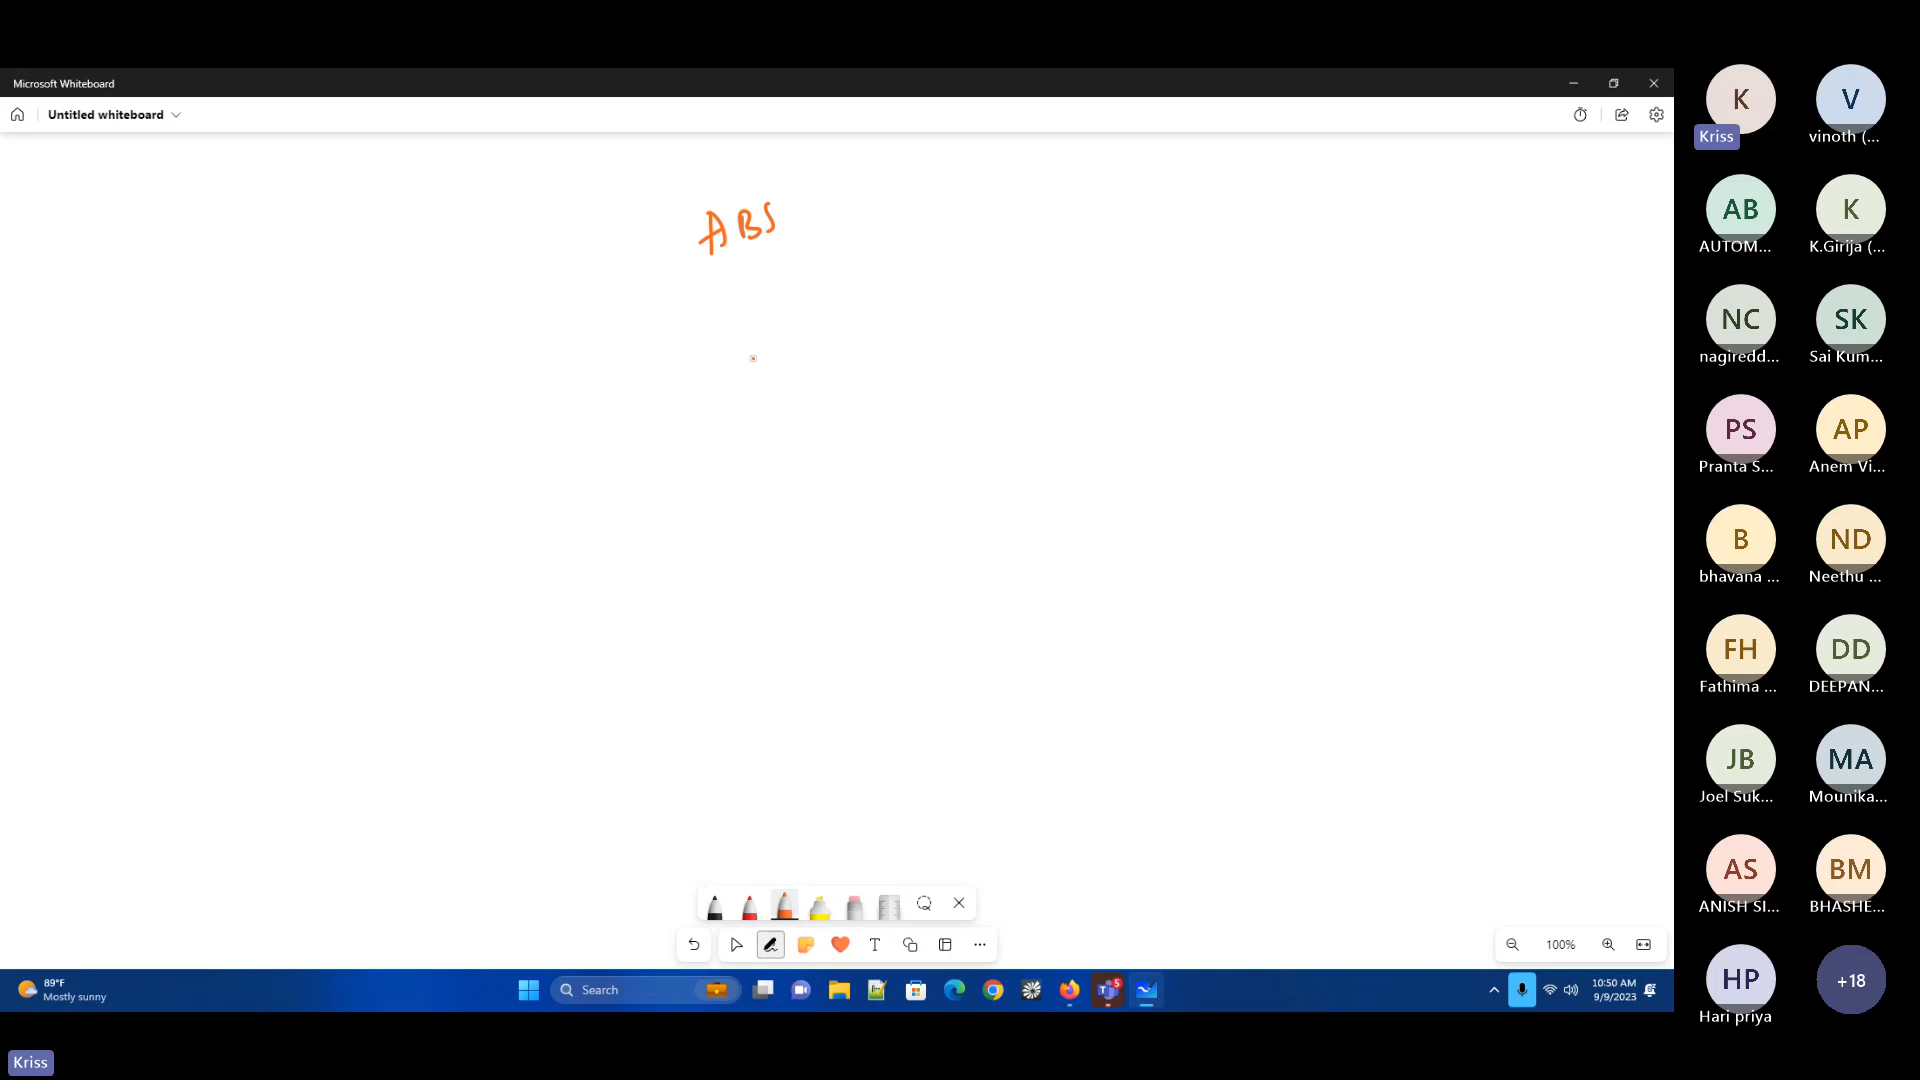 Microsoft Whiteboard
Untitled whiteboard
ABS
K
Kriss
V
vinoth (...
AB
AUTOM...
K
K.Girija (...
NC
nagiredd...
SK
Sai Kum...
PS
Pranta S...
AP
Anem Vi...
B
bhavana ...
ND
Neethu ...
FH
Fathima ...
DD
DEEPAN...
JB
Joel Suk...
MA
Mounika...
AS
ANISH SI...
BM
BHASHE...
HP
Hari priya
+18
T
100%
89°F
Mostly sunny
Search
5
10:50 AM
9/9/2023
Kriss